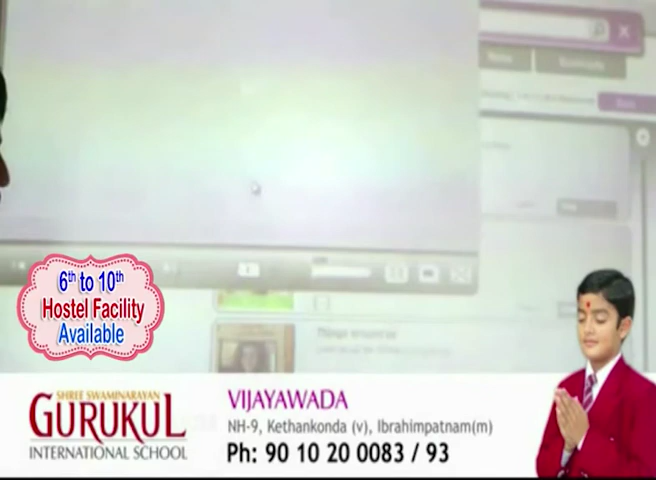 6th to 10th
Hostel Facility
Available
SHREE SWAMINARAYAN
GURUKUL
INTERNATIONAL SCHOOL
VIJAYAWADA
NH-9, Kethankonda (v), Ibrahimpatnam(m)
Ph: 90 10 20 0083 / 93